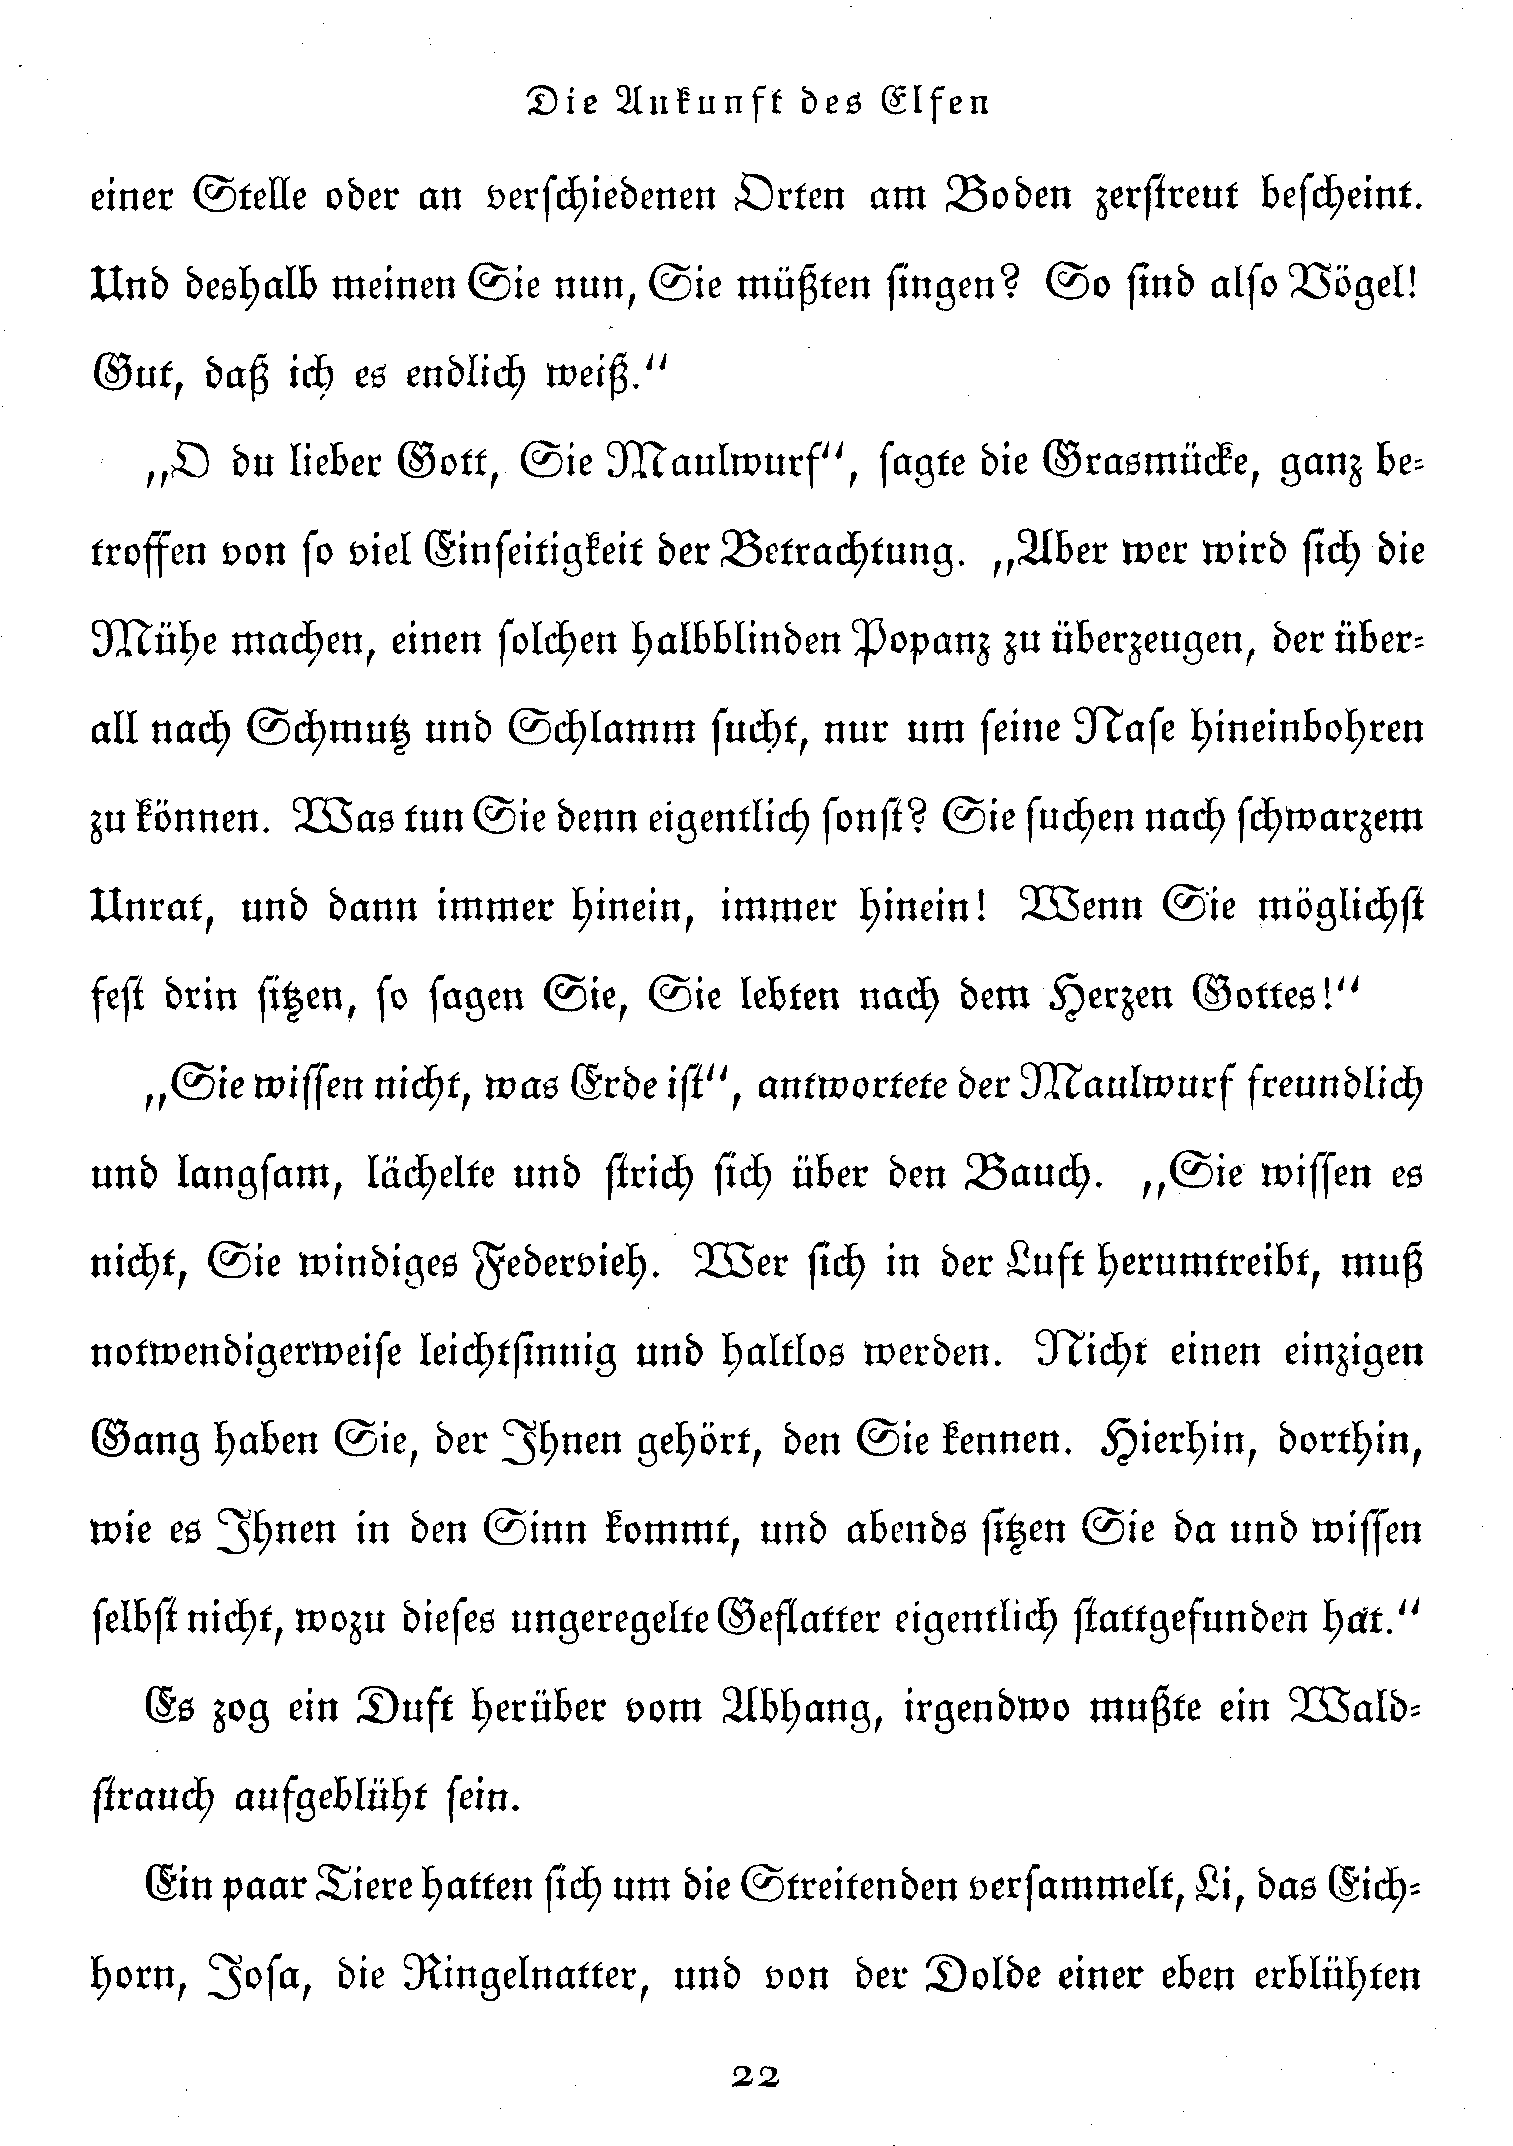 Die Ankunft des Elfen
einer Stelle oder an verschiedenen Orten am Boden zerstreut bescheint.
Und deshalb meinen Sie nun, Sie müßten singen? So sind also Vögel!
Gut, daß ich es endlich weiß.“
„O du lieber Gott, Sie Maulwurf“, sagte die Grasmücke, ganz be-
troffen von so viel Einseitigkeit der Betrachtung. „Aber wer wird sich die
Mühe machen, einen solchen halbblinden Popanz zu überzeugen, der über-
all nach Schmutz und Schlamm sucht, nur um seine Nase hineinbohren
zu können. Was tun Sie denn eigentlich sonst? Sie suchen nach schwarzem
Unrat, und dann immer hinein, immer hinein! Wenn Sie möglichst
fest drin sitzen, so sagen Sie, Sie lebten nach dem Herzen Gottes!“
„Sie wissen nicht, was Erde ist“, antwortete der Maulwurf freundlich
und langsam, lächelte und strich sich über den Bauch. „Sie wissen es
nicht, Sie windiges Federvieh. Wer sich in der Luft herumtreibt, muß
notwendigerweise leichtsinnig und haltlos werden. Nicht einen einzigen
Gang haben Sie, der Ihnen gehört, den Sie kennen. Hierhin, dorthin,
wie es Ihnen in den Sinn kommt, und abends sitzen Sie da und wissen
selbst nicht, wozu dieses ungeregelte Geflatter eigentlich stattgefunden hat.“
Es zog ein Duft herüber vom Abhang, irgendwo mußte ein Wald-
strauch aufgeblüht sein.
Ein paar Tiere hatten sich um die Streitenden versammelt, Li, das Eich-
horn, Josa, die Ringelnatter, und von der Dolde einer eben erblühten
22